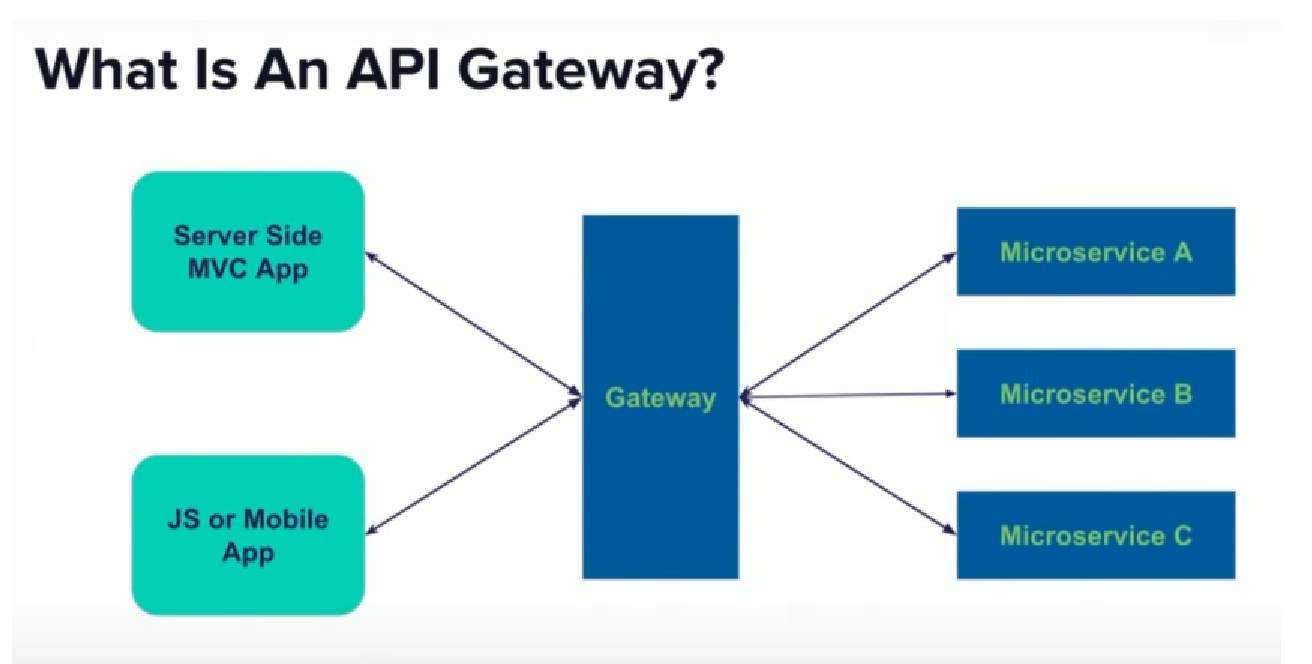 What Is An API Gateway?
Server Side
MVC App
JS or Mobile
App
Gateway
Microservice A
Microservice B
Microservice C